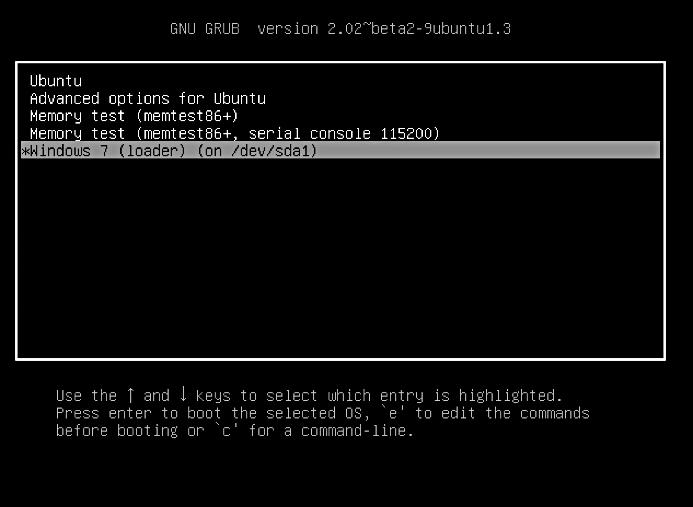 GNU GRUB  version 2.02~beta2-9ubuntu1.3
Ubuntu
Advanced options for Ubuntu
Memory test (memtest86+)
Memory test (memtest86+, serial console 115200)
*Windows 7 (loader) (on /dev/sda1)
Use the ↑ and ↓ keys to select which entry is highlighted.
Press enter to boot the selected OS, `e' to edit the commands
before booting or `c' for a command-line.